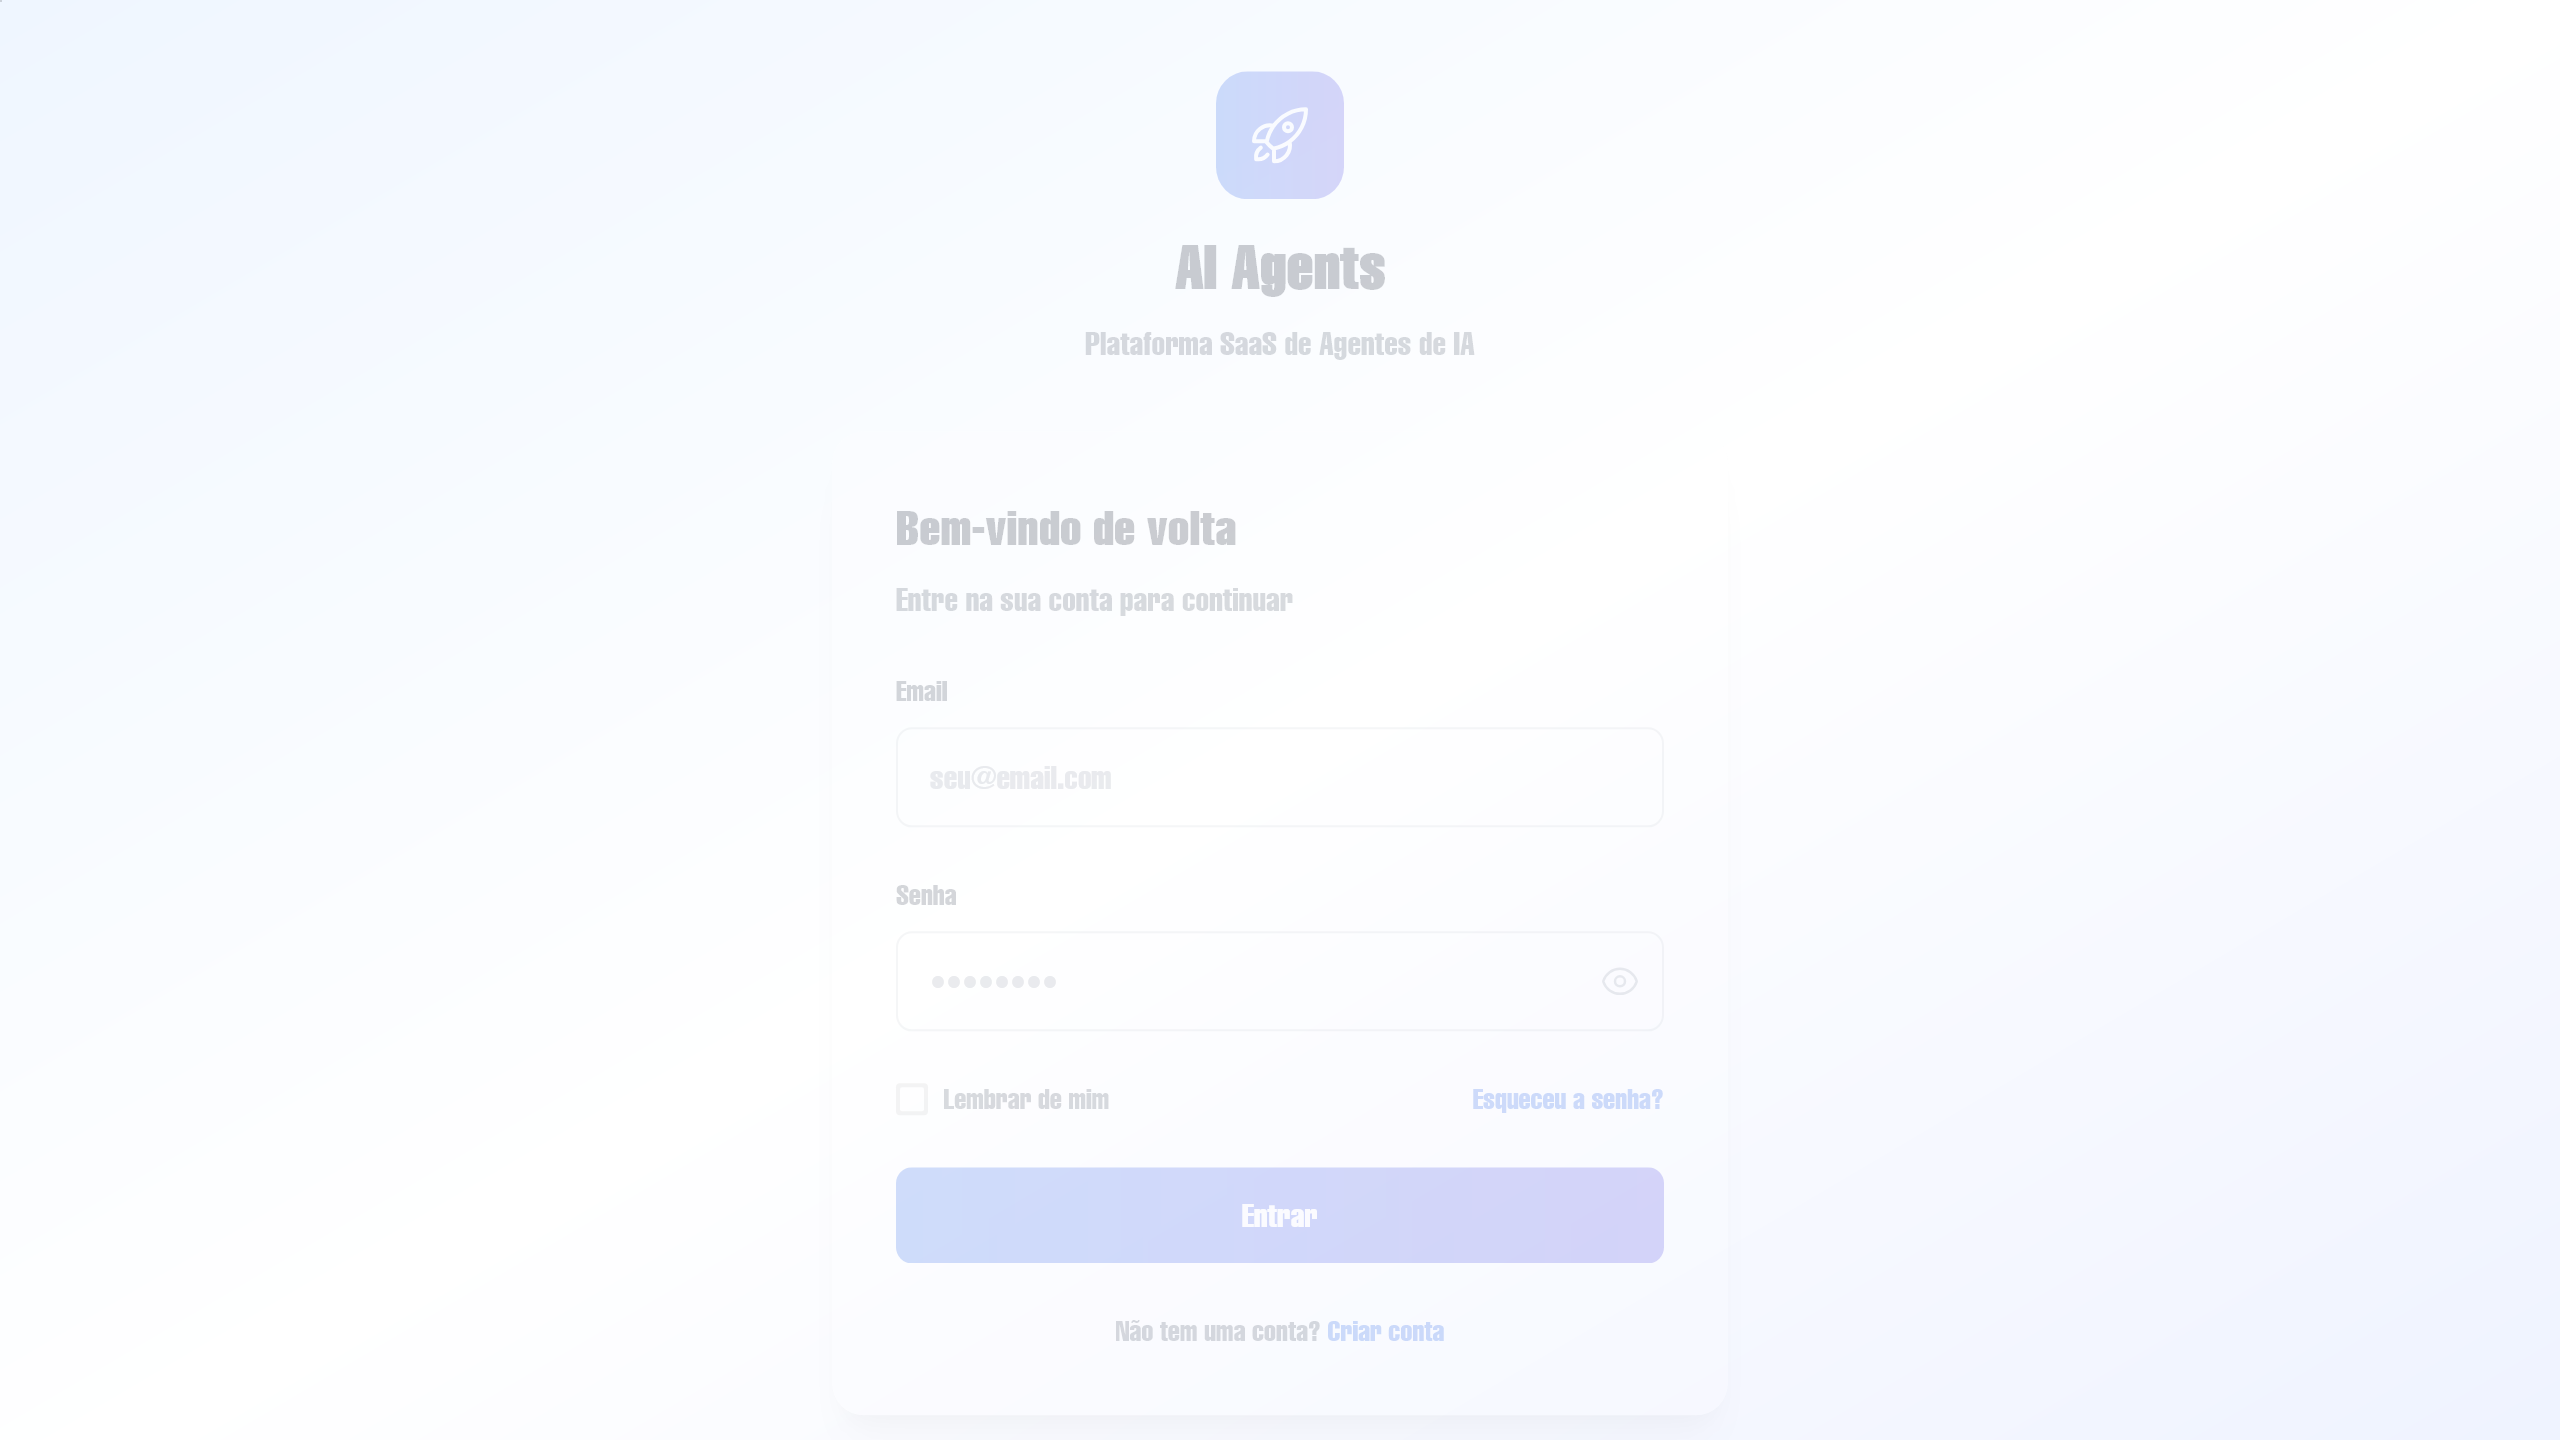 AI Agents
Plataforma SaaS de Agentes de IA
Bem-vindo de volta
Entre na sua conta para continuar
Email
seu@email.com
Senha
••••••••
Lembrar de mim Esqueceu a senha?
Entrar
Não tem uma conta? Criar conta